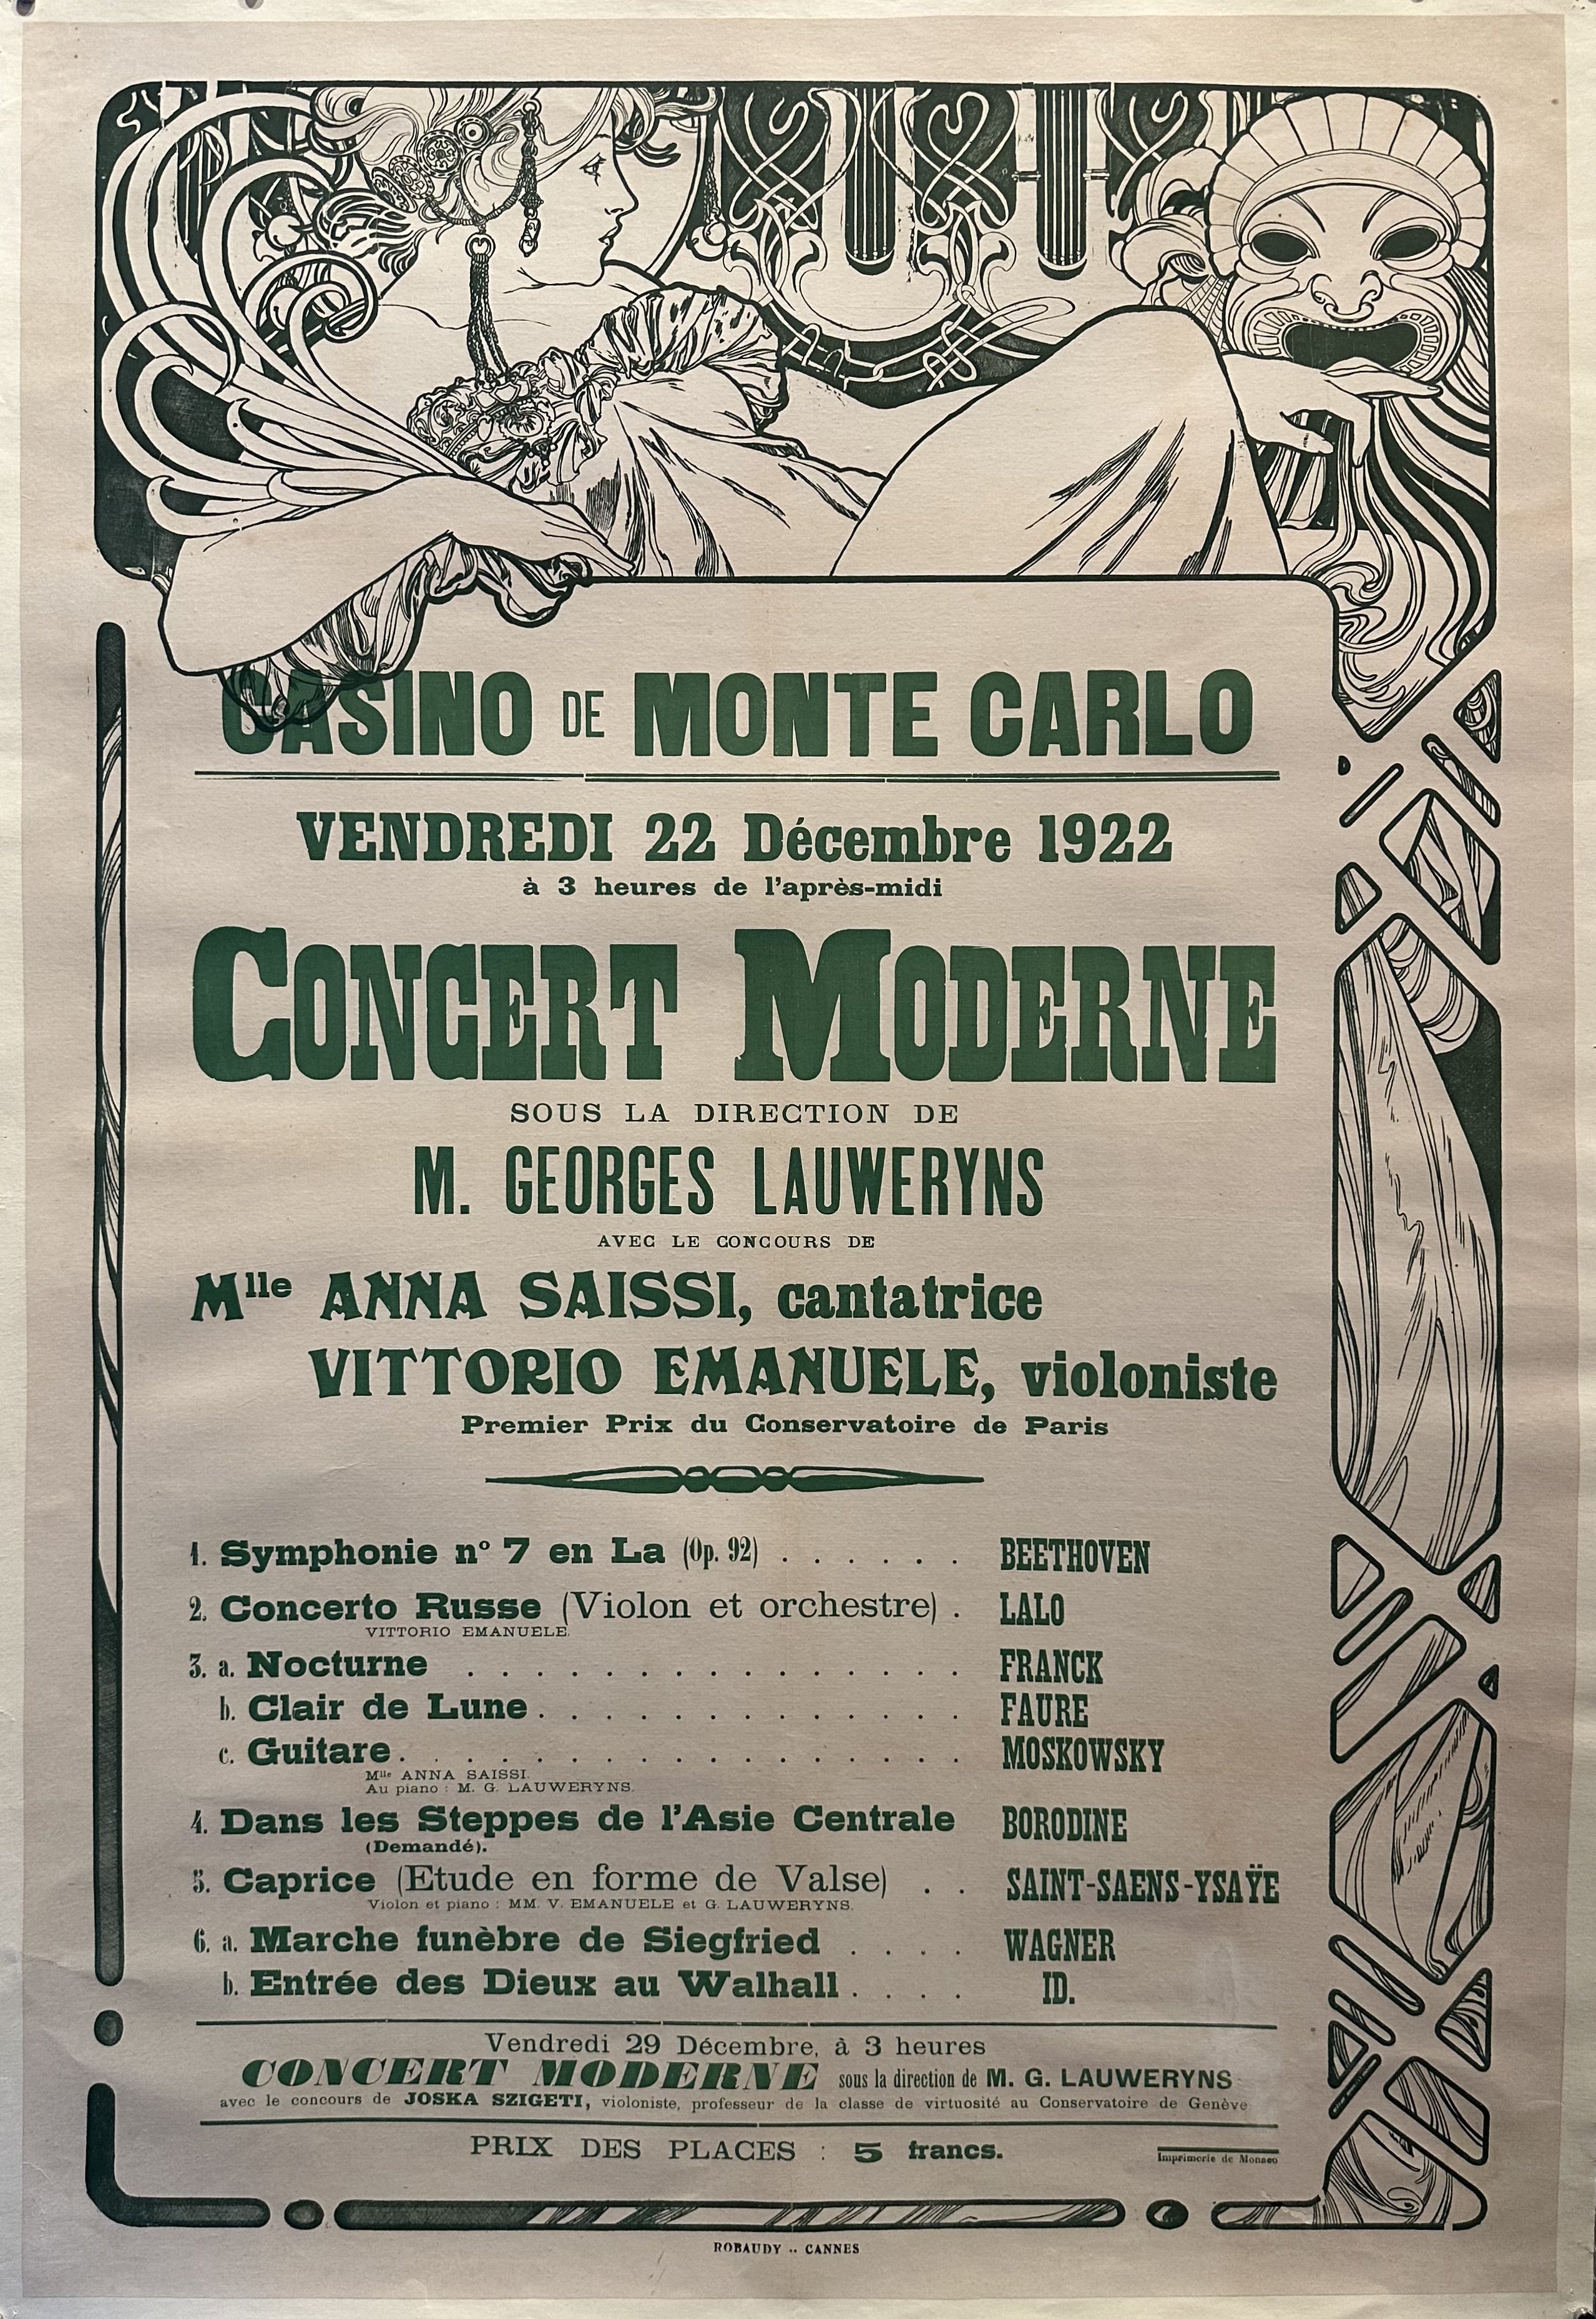 CASINO DE MONTE CARLO
VENDREDI 22 Décembre 1922
à 3 heures de l'après-midi
CONCERT MODERNE
SOUS LA DIRECTION DE
M. GEORGES LAUWERYNS
AVEC LE CONCOURS DE
Mlle ANNA SAISSI, cantatrice
VITTORIO EMANUELE, violoniste
Premier Prix du Conservatoire de Paris
1. Symphonie nº 7 en La (Op. 92) . . . . . . BEETHOVEN
2. Concerto Russe (Violon et orchestre) . LALO
VITTORIO EMANUELE.
3. a. Nocturne . . . . . . . . . . . . . . . FRANCK
b. Clair de Lune . . . . . . . . . . . . . FAURE
c. Guitare . . . . . . . . . . . . . . . . . MOSKOWSKY
Mlle ANNA SAISSI.
Au piano : M. G. LAUWERYNS.
4. Dans les Steppes de l'Asie Centrale BORODINE
(Demandé).
5. Caprice (Etude en forme de Valse) . . SAINT-SAENS-YSAŸE
Violon et piano : MM. V. EMANUELE et G. LAUWERYNS.
6. a. Marche funèbre de Siegfried . . . . WAGNER
b. Entrée des Dieux au Walhall . . . . ID.
Vendredi 29 Décembre, à 3 heures
CONCERT MODERNE sous la direction de M. G. LAUWERYNS
avec le concours de JOSKA SZIGETI, violoniste, professeur de la classe de virtuosité au Conservatoire de Genève
PRIX DES PLACES : 5 francs.
Imprimerie de Monaco
ROBAUDY .. CANNES